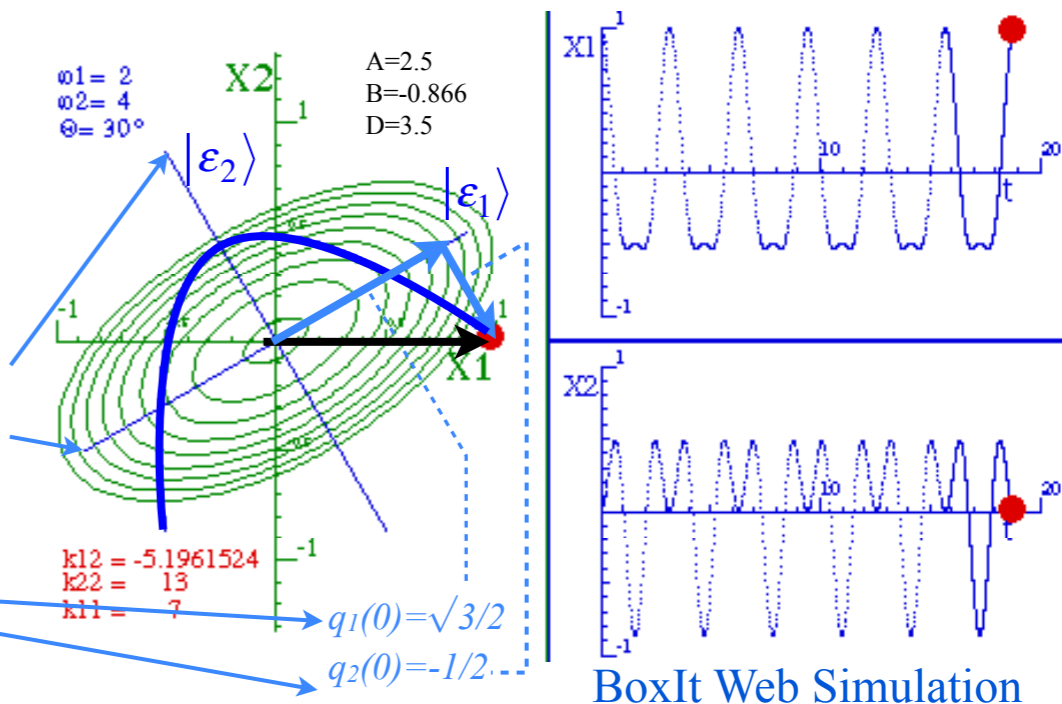 ω1= 2
ω2= 4
Θ= 30°
X2
A=2.5
B=-0.866
D=3.5
1
|ε₂⟩
|ε₁⟩
-1
1
X1
-1
k12 = -5.1961524
k22 = 13
k11 = 7
q₁(0)=√3/2
q₂(0)=-1/2
X1
1
10
20
t
-1
X2
1
10
20
t
-1
BoxIt Web Simulation